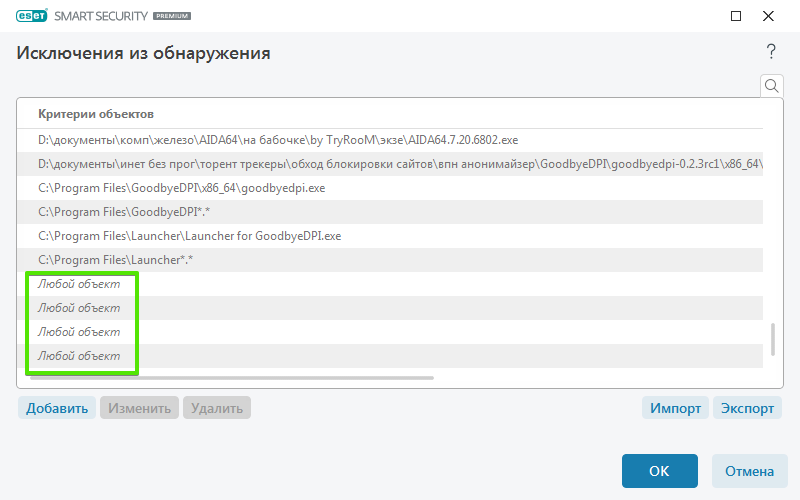 eset SMART SECURITY PREMIUM
Исключения из обнаружения
?
Критерии объектов
D:\документы\комп\железо\AIDA64\на бабочке\by TryRooM\экзе\AIDA64.7.20.6802.exe
D:\документы\инет без прог\торент трекеры\обход блокировки сайтов\впн анонимайзер\GoodbyeDPI\goodbyedpi-0.2.3rc1\x86_64\
C:\Program Files\GoodbyeDPI\x86_64\goodbyedpi.exe
C:\Program Files\GoodbyeDPI*.*
C:\Program Files\Launcher\Launcher for GoodbyeDPI.exe
C:\Program Files\Launcher*.*
Любой объект
Любой объект
Любой объект
Любой объект
Добавить Изменить Удалить Импорт Экспорт
OK Отмена